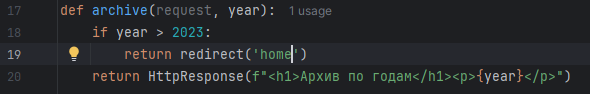 17 def archive(request, year): 1 usage
18 if year > 2023:
19 return redirect('home')
20 return HttpResponse(f"<h1>Архив по годам</h1><p>{year}</p>")